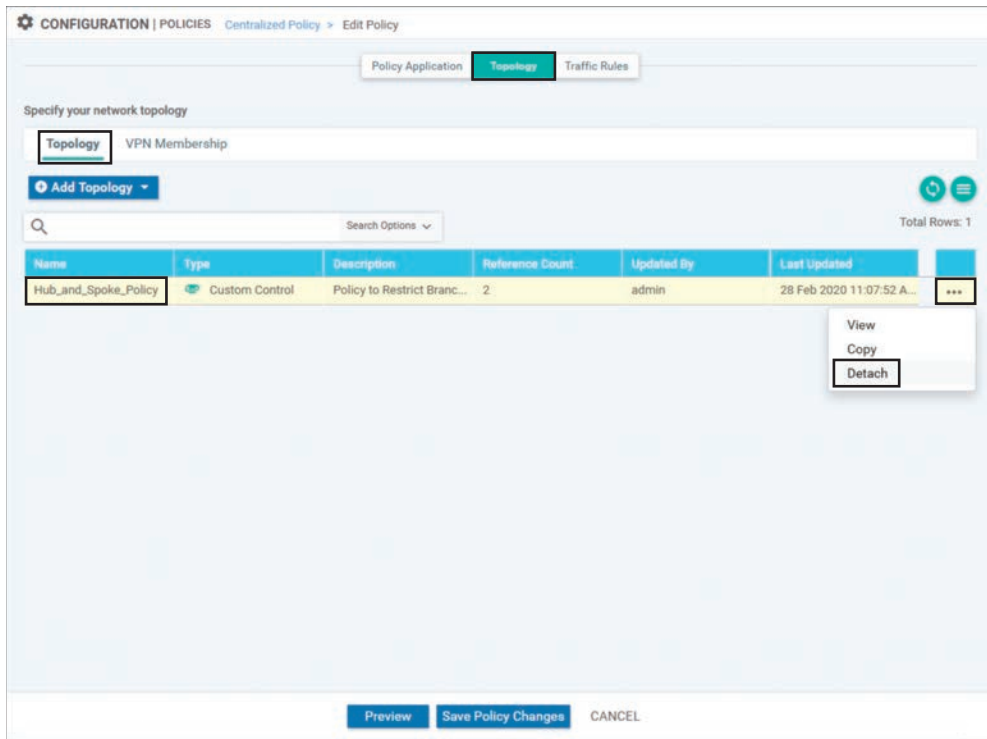 CONFIGURATION | POLICIES Centralized Policy > Edit Policy
Policy Application Topology Traffic Rules
Specify your network topology
Topology VPN Membership
Add Topology
Search Options
Total Rows: 1
Name Type Description Reference Count Updated By Last Updated
Hub_and_Spoke_Policy Custom Control Policy to Restrict Branc... 2 admin 28 Feb 2020 11:07:52 A...
View
Copy
Detach
Preview Save Policy Changes CANCEL